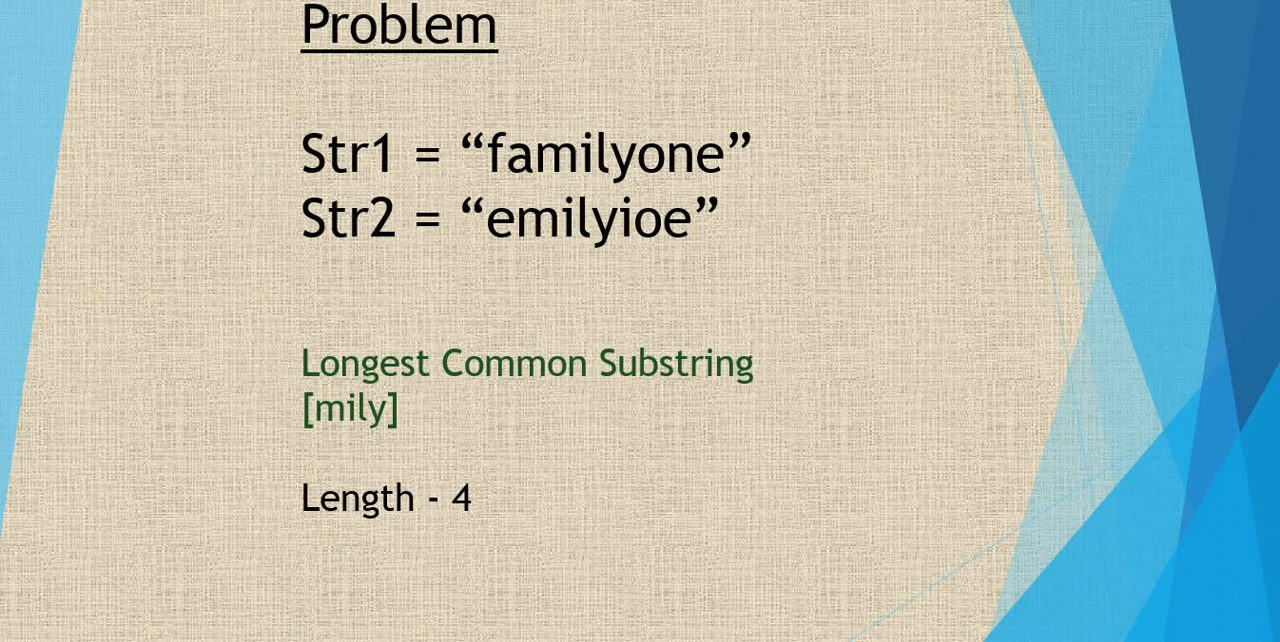 Problem
Str1 = “familyone”
Str2 = “emilyioe”
Longest Common Substring
[mily]
Length - 4